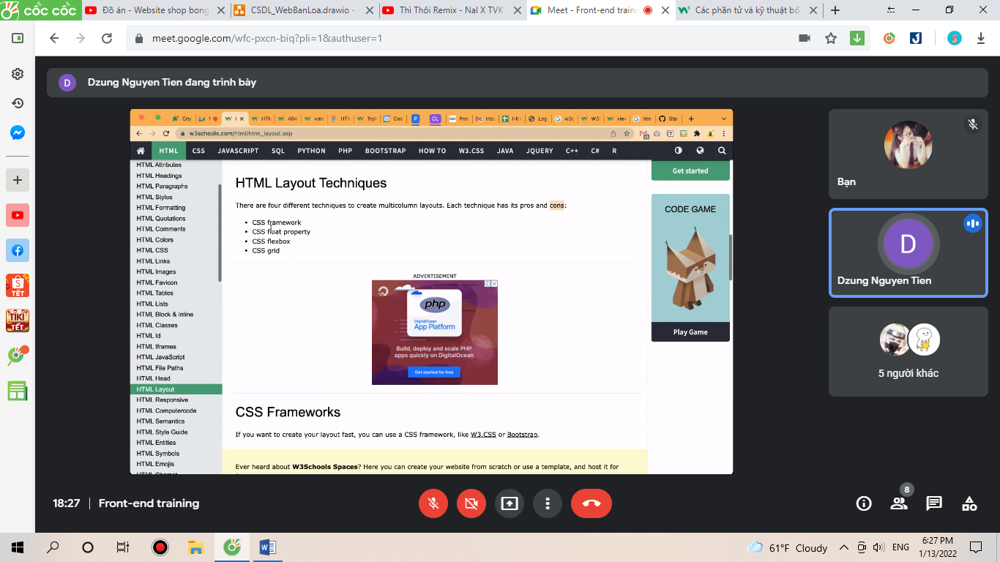 cốc cốc
Đồ án - Website shop bong
CSDL_WebBanLoa.drawio -
Thì Thôi Remix - Nal X TVK
Meet - Front-end traini
Các phần tử và kỹ thuật bố
meet.google.com/wfc-pxcn-biq?pli=1&authuser=1
Dzung Nguyen Tien đang trình bày
w3schools.com/html/html_layout.asp
HTML CSS JAVASCRIPT SQL PYTHON PHP BOOTSTRAP HOW TO W3.CSS JAVA JQUERY C++ C# R
HTML Attributes
HTML Headings
HTML Paragraphs
HTML Styles
HTML Formatting
HTML Quotations
HTML Comments
HTML Colors
HTML CSS
HTML Links
HTML Images
HTML Favicon
HTML Tables
HTML Lists
HTML Block & Inline
HTML Classes
HTML Id
HTML Iframes
HTML JavaScript
HTML File Paths
HTML Head
HTML Layout
HTML Responsive
HTML Computercode
HTML Semantics
HTML Style Guide
HTML Entities
HTML Symbols
HTML Emojis
HTML Layout Techniques
There are four different techniques to create multicolumn layouts. Each technique has its pros and cons:
• CSS framework
• CSS float property
• CSS flexbox
• CSS grid
ADVERTISEMENT
php
DigitalOcean
App Platform
Build, deploy and scale PHP
apps quickly on DigitalOcean
Get started for free
CSS Frameworks
If you want to create your layout fast, you can use a CSS framework, like W3.CSS or Bootstrap.
Ever heard about W3Schools Spaces? Here you can create your website from scratch or use a template, and host it for
Get started
CODE GAME
Play Game
Bạn
D
Dzung Nguyen Tien
5 người khác
SHOPEE
TẾT
TIKI
TẾT
18:27 | Front-end training
8
61°F Cloudy
ENG
6:27 PM
1/13/2022